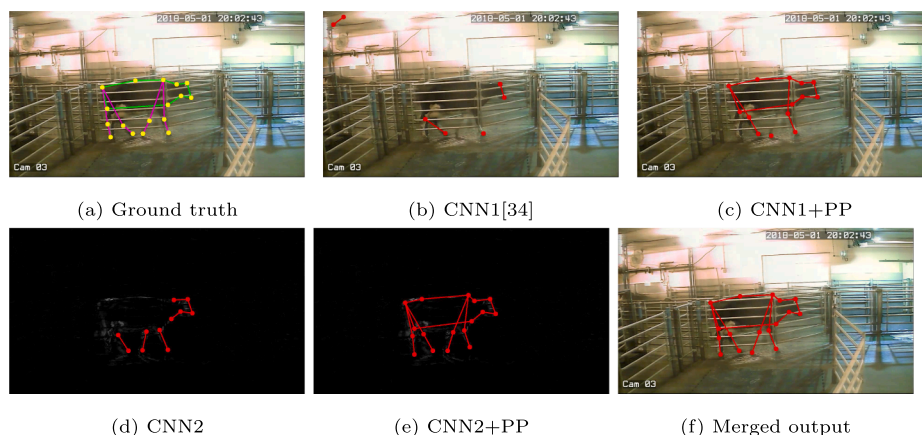 2018-05-01 20:02:43
2018-05-01 20:02:43
2018-05-01 20:02:43
Cam 03
Cam 03
Cam 03
(a) Ground truth
(b) CNN1[34]
(c) CNN1+PP
2018-05-01 20:02:43
Cam 03
(d) CNN2
(e) CNN2+PP
(f) Merged output